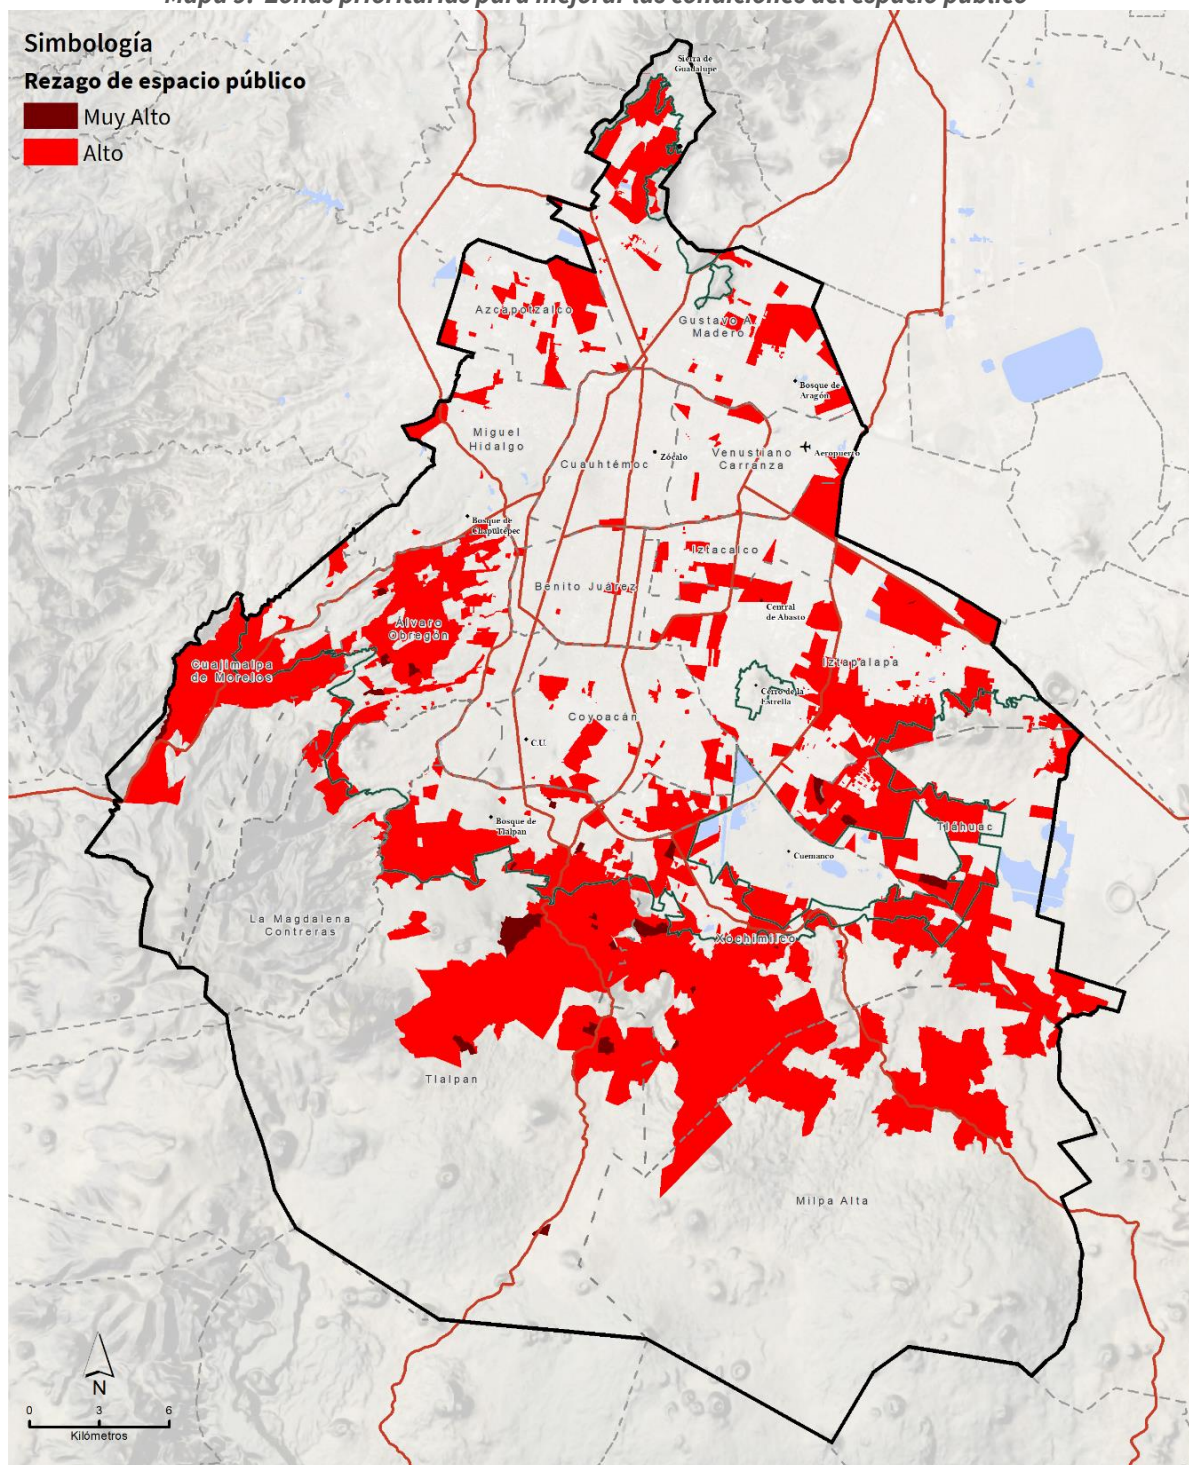 Simbología
Rezago de espacio público
Muy Alto
Alto
Sierra de
Guadalupe
Azcapotzalco
Gustavo A.
Madero
Bosque de
Aragón
Miguel
Hidalgo
Cuauhtémoc
Zócalo
Venustiano
Carranza
Aeropuerto
Bosque de
Chapultepec
Iztacalco
Benito Juárez
Central
de Abasto
Álvaro
Obregón
Cuajimalpa
de Morelos
Iztapalapa
Cerro de la
Estrella
Coyoacán
C.U.
Bosque de
Tlalpan
Tláhuac
Cuemanco
La Magdalena
Contreras
Xochimilco
Tlalpan
Milpa Alta
N
0 3 6
Kilómetros